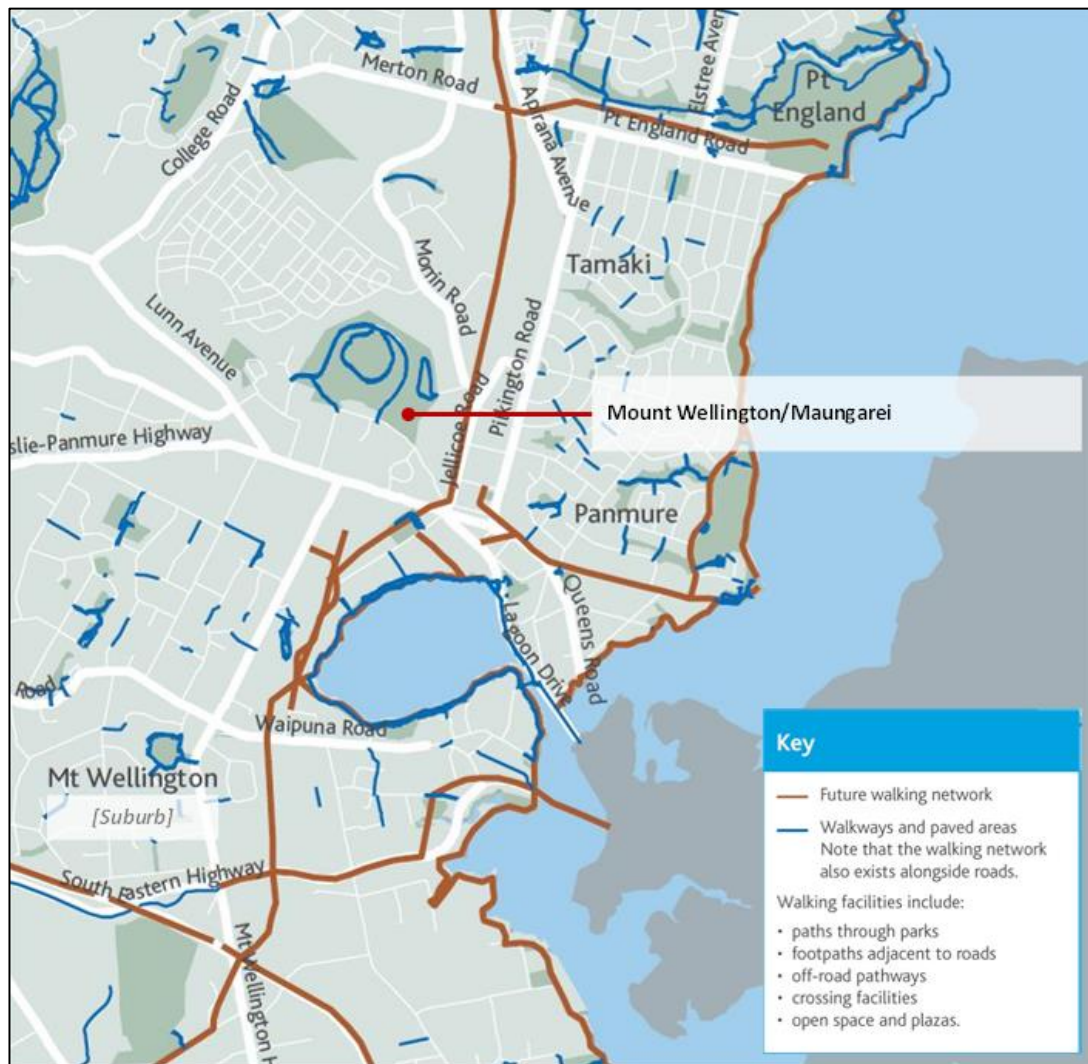 Merton Road
Elstree Aven
Pt
England
College Road
Apirana Avenue
Pt England Road
Tamaki
Morrin Road
Lunn Avenue
Pilkington Road
Jellicoe Road
Mount Wellington/Maungarei
slie-Panmure Highway
Panmure
Queens Road
Lagoon Drive
Road
Waipuna Road
Mt Wellington
[Suburb]
South Eastern Highway
Mt Wellington H
Key
Future walking network
Walkways and paved areas
Note that the walking network
also exists alongside roads.
Walking facilities include:
• paths through parks
• footpaths adjacent to roads
• off-road pathways
• crossing facilities
• open space and plazas.